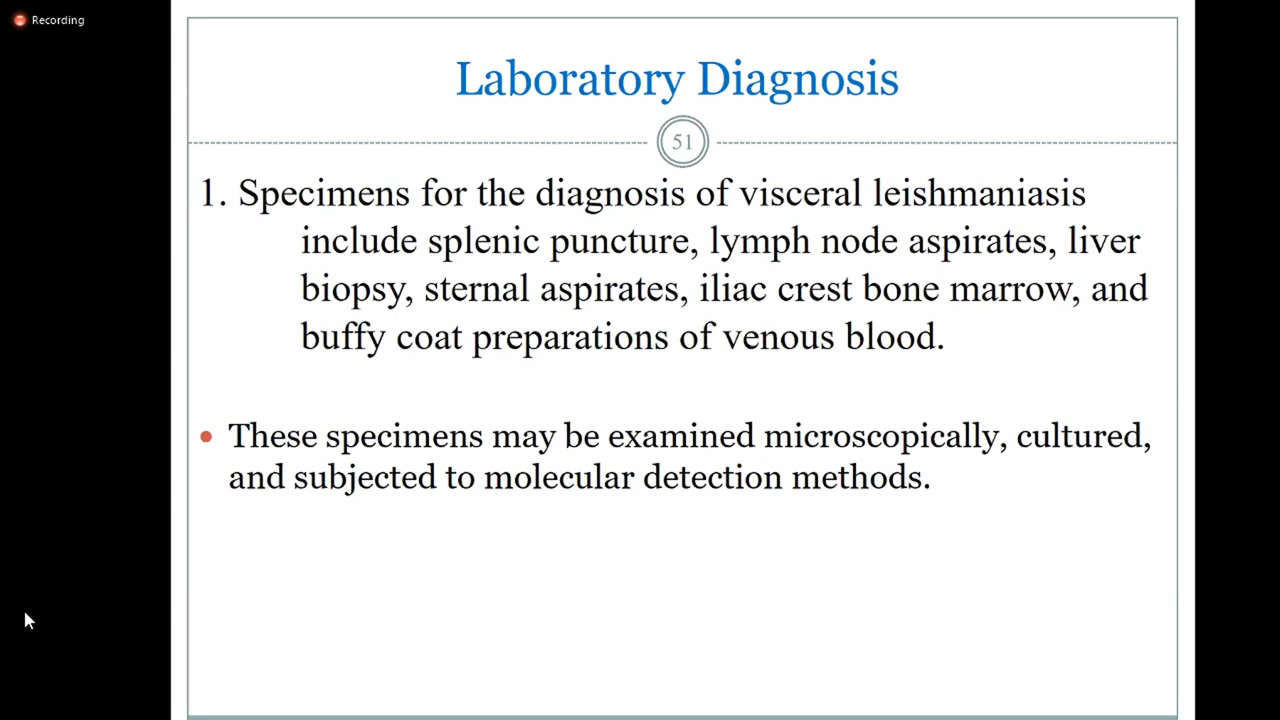 Recording
Laboratory Diagnosis
51
1. Specimens for the diagnosis of visceral leishmaniasis
include splenic puncture, lymph node aspirates, liver
biopsy, sternal aspirates, iliac crest bone marrow, and
buffy coat preparations of venous blood.
• These specimens may be examined microscopically, cultured,
and subjected to molecular detection methods.